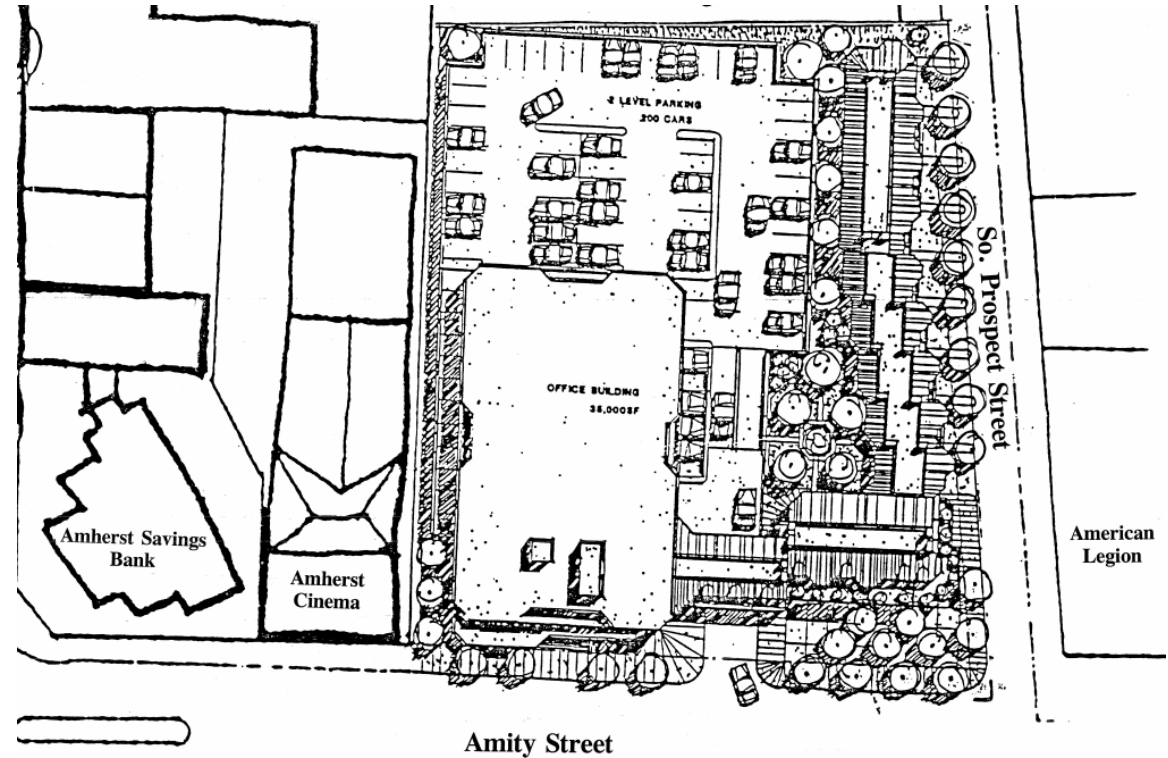 2 LEVEL PARKING
200 CARS
So. Prospect Street
OFFICE BUILDING
35,000SF
Amherst Savings
Bank
Amherst
Cinema
American
Legion
Amity Street